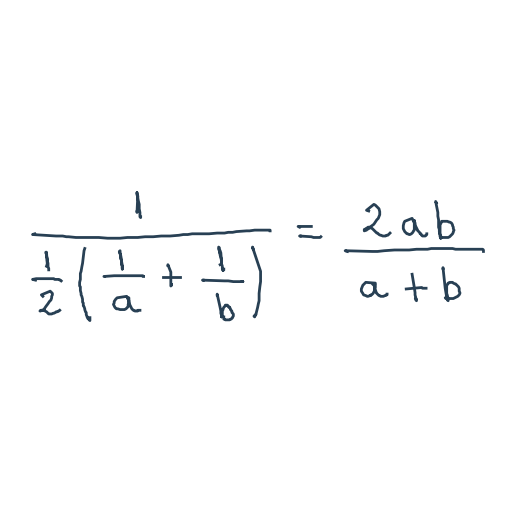 1/(1/2(1/a + 1/b)) = 2ab/(a + b)